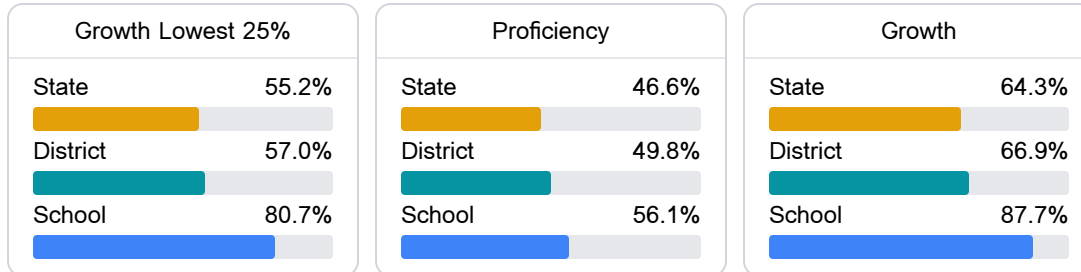 Growth Lowest 25%
State 55.2%
District 57.0%
School 80.7%
Proficiency
State 46.6%
District 49.8%
School 56.1%
Growth
State 64.3%
District 66.9%
School 87.7%